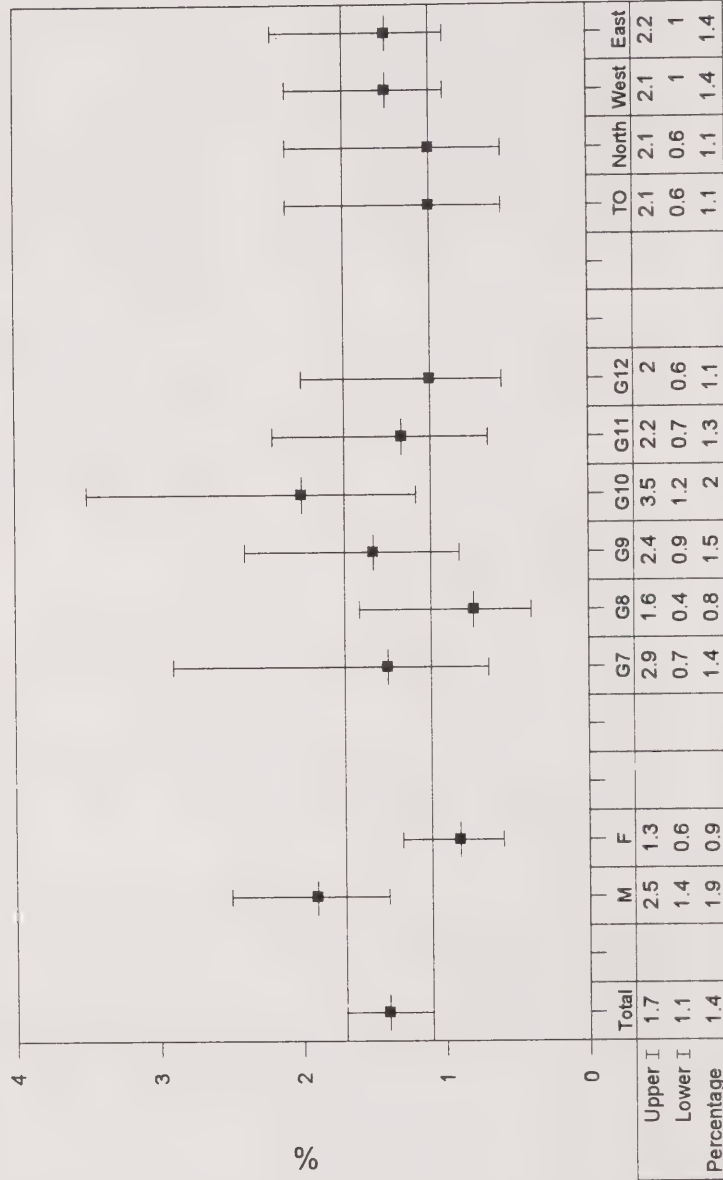 4
3
2
1
0
%
Total M F G7 G8 G9 G10 G11 G12 TO North West East
Upper I 1.7 2.5 1.3 2.9 1.6 2.4 3.5 2.2 2 2.1 2.1 2.1 2.2
Lower I 1.1 1.4 0.6 0.7 0.4 0.9 1.2 0.7 0.6 0.6 0.6 1 1
Percentage 1.4 1.9 0.9 1.4 0.8 1.5 2 1.3 1.1 1.1 1.1 1.4 1.4